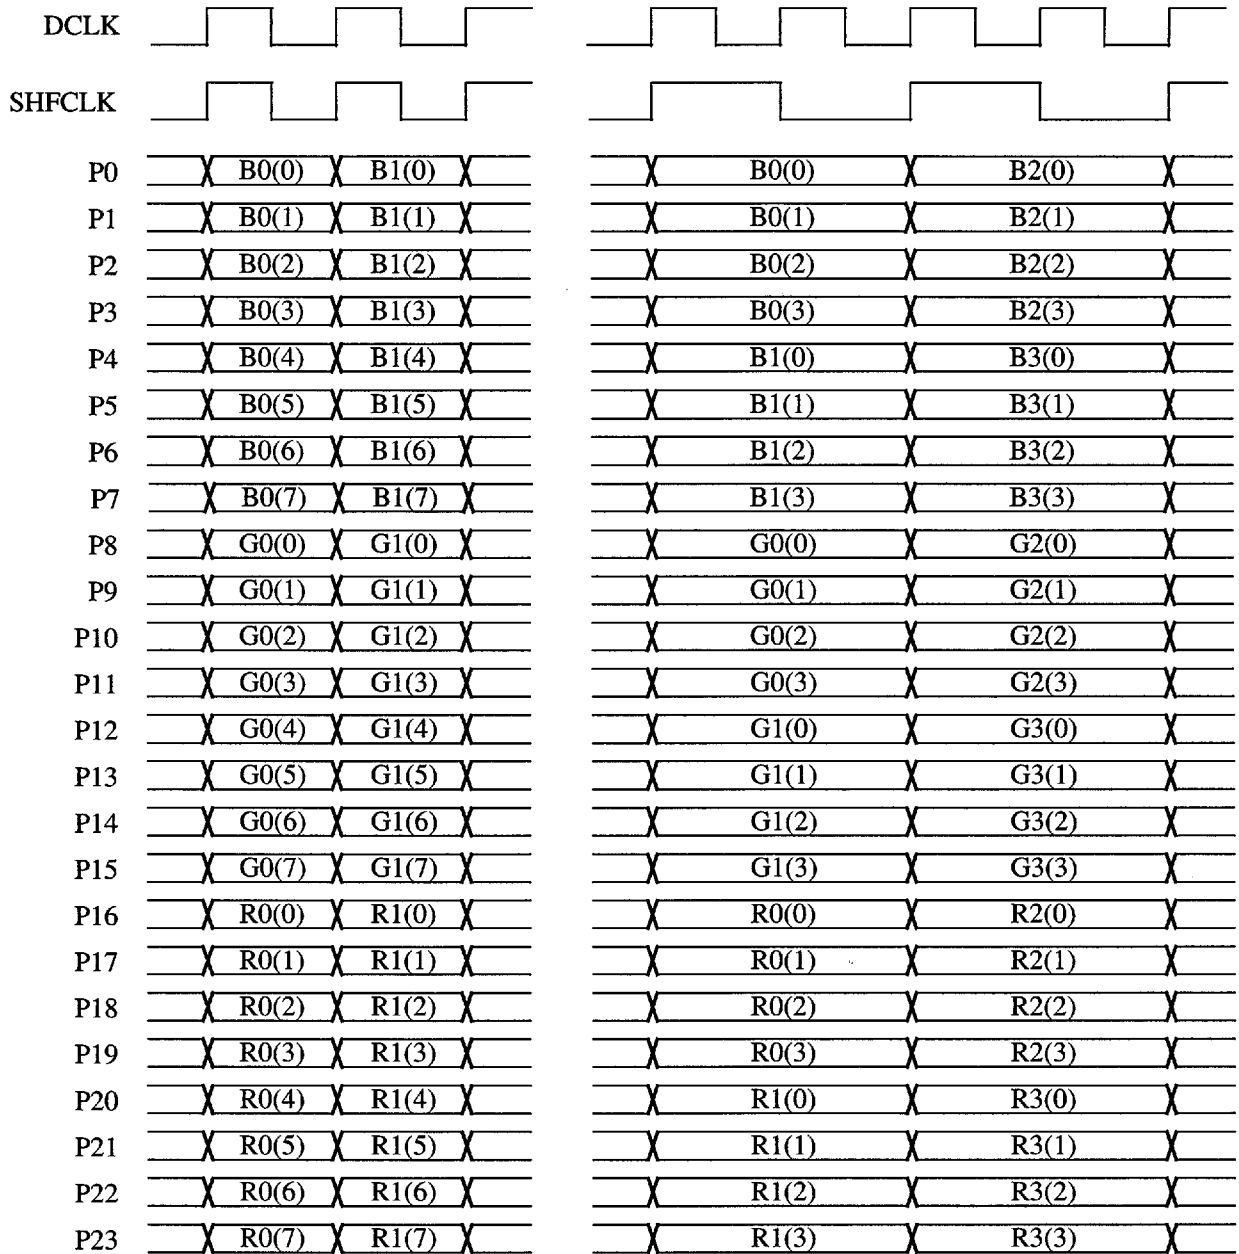 DCLK
SHFCLK
P0 B0(0) B1(0) B0(0) B2(0)
P1 B0(1) B1(1) B0(1) B2(1)
P2 B0(2) B1(2) B0(2) B2(2)
P3 B0(3) B1(3) B0(3) B2(3)
P4 B0(4) B1(4) B1(0) B3(0)
P5 B0(5) B1(5) B1(1) B3(1)
P6 B0(6) B1(6) B1(2) B3(2)
P7 B0(7) B1(7) B1(3) B3(3)
P8 G0(0) G1(0) G0(0) G2(0)
P9 G0(1) G1(1) G0(1) G2(1)
P10 G0(2) G1(2) G0(2) G2(2)
P11 G0(3) G1(3) G0(3) G2(3)
P12 G0(4) G1(4) G1(0) G3(0)
P13 G0(5) G1(5) G1(1) G3(1)
P14 G0(6) G1(6) G1(2) G3(2)
P15 G0(7) G1(7) G1(3) G3(3)
P16 R0(0) R1(0) R0(0) R2(0)
P17 R0(1) R1(1) R0(1) R2(1)
P18 R0(2) R1(2) R0(2) R2(2)
P19 R0(3) R1(3) R0(3) R2(3)
P20 R0(4) R1(4) R1(0) R3(0)
P21 R0(5) R1(5) R1(1) R3(1)
P22 R0(6) R1(6) R1(2) R3(2)
P23 R0(7) R1(7) R1(3) R3(3)